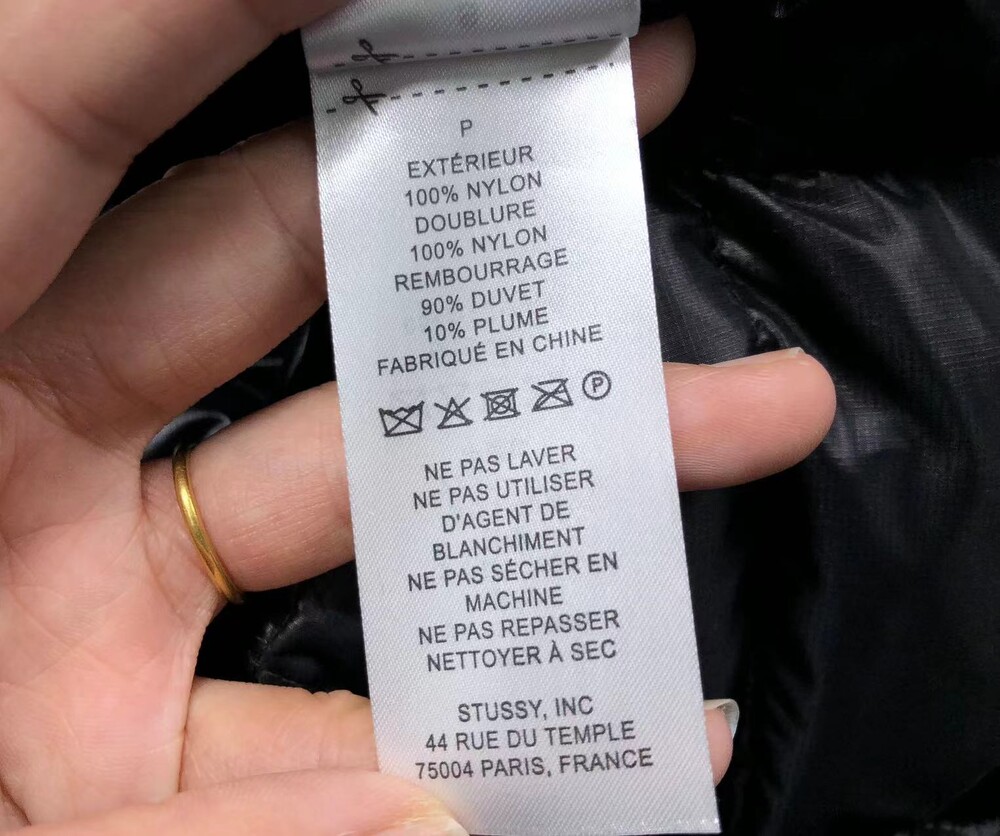 P
EXTÉRIEUR
100% NYLON
DOUBLURE
100% NYLON
REMBOURRAGE
90% DUVET
10% PLUME
FABRIQUÉ EN CHINE
P
NE PAS LAVER
NE PAS UTILISER
D'AGENT DE
BLANCHIMENT
NE PAS SÉCHER EN
MACHINE
NE PAS REPASSER
NETTOYER À SEC
STUSSY, INC
44 RUE DU TEMPLE
75004 PARIS, FRANCE